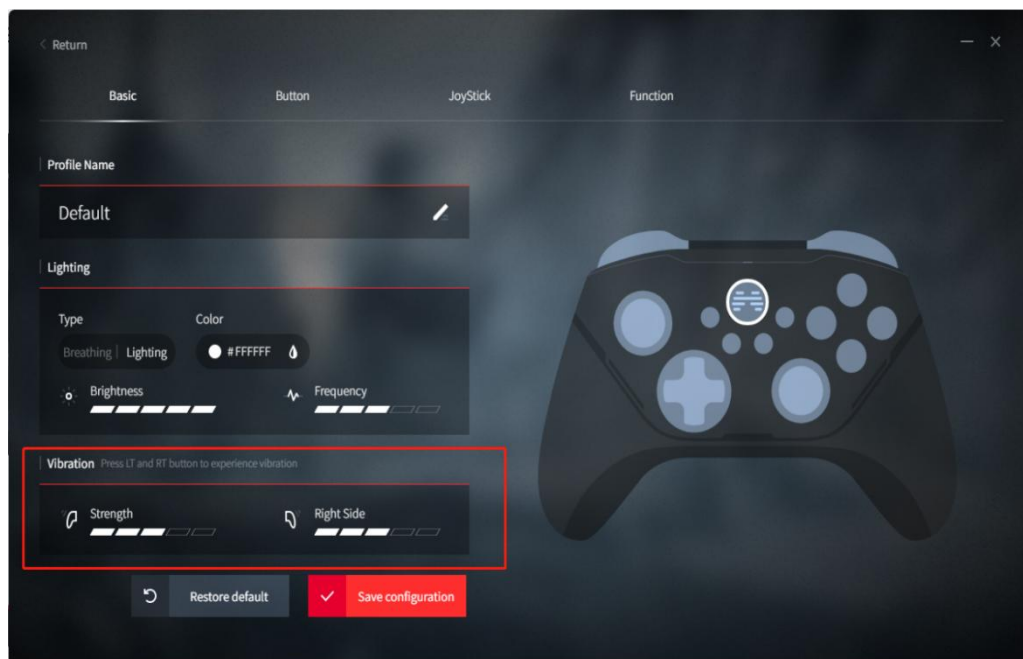 Return
Basic Button JoyStick Function
Profile Name
Default
Lighting
Type Color
Breathing | Lighting #FFFFFF
Brightness Frequency
Vibration Press LT and RT button to experience vibration
Strength Right Side
Restore default Save configuration